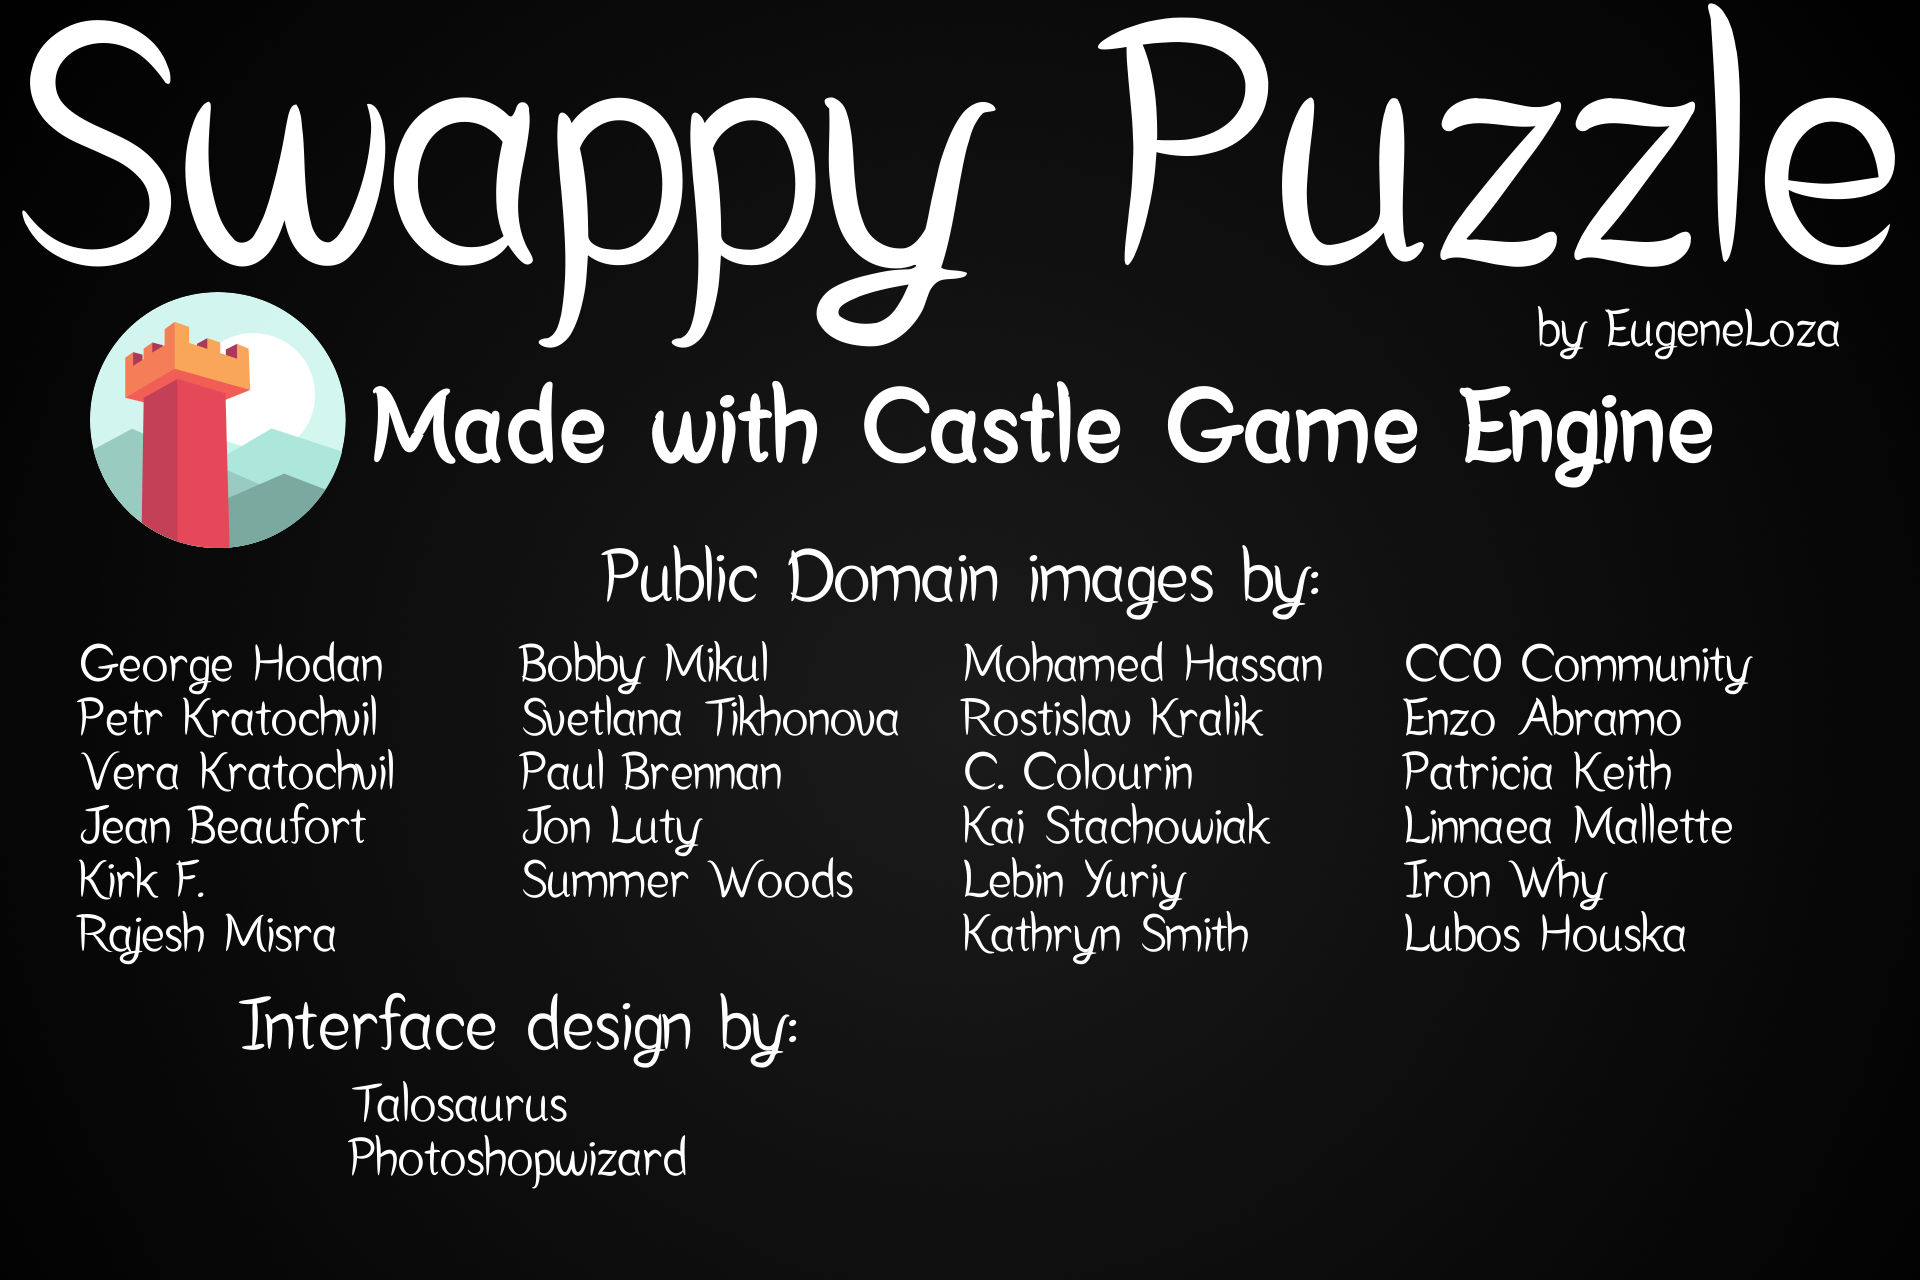 Swappy Puzzle
by EugeneLoza
Made with Castle Game Engine
Public Domain images by:
George Hodan
Petr Kratochvil
Vera Kratochvil
Jean Beaufort
Kirk F.
Rajesh Misra
Bobby Mikul
Svetlana Tikhonova
Paul Brennan
Jon Luty
Summer Woods
Mohamed Hassan
Rostislav Kralik
C. Colourin
Kai Stachowiak
Lebin Yuriy
Kathryn Smith
CC0 Community
Enzo Abramo
Patricia Keith
Linnaea Mallette
Iron Why
Lubos Houska
Interface design by:
Talosaurus
Photoshopwizard